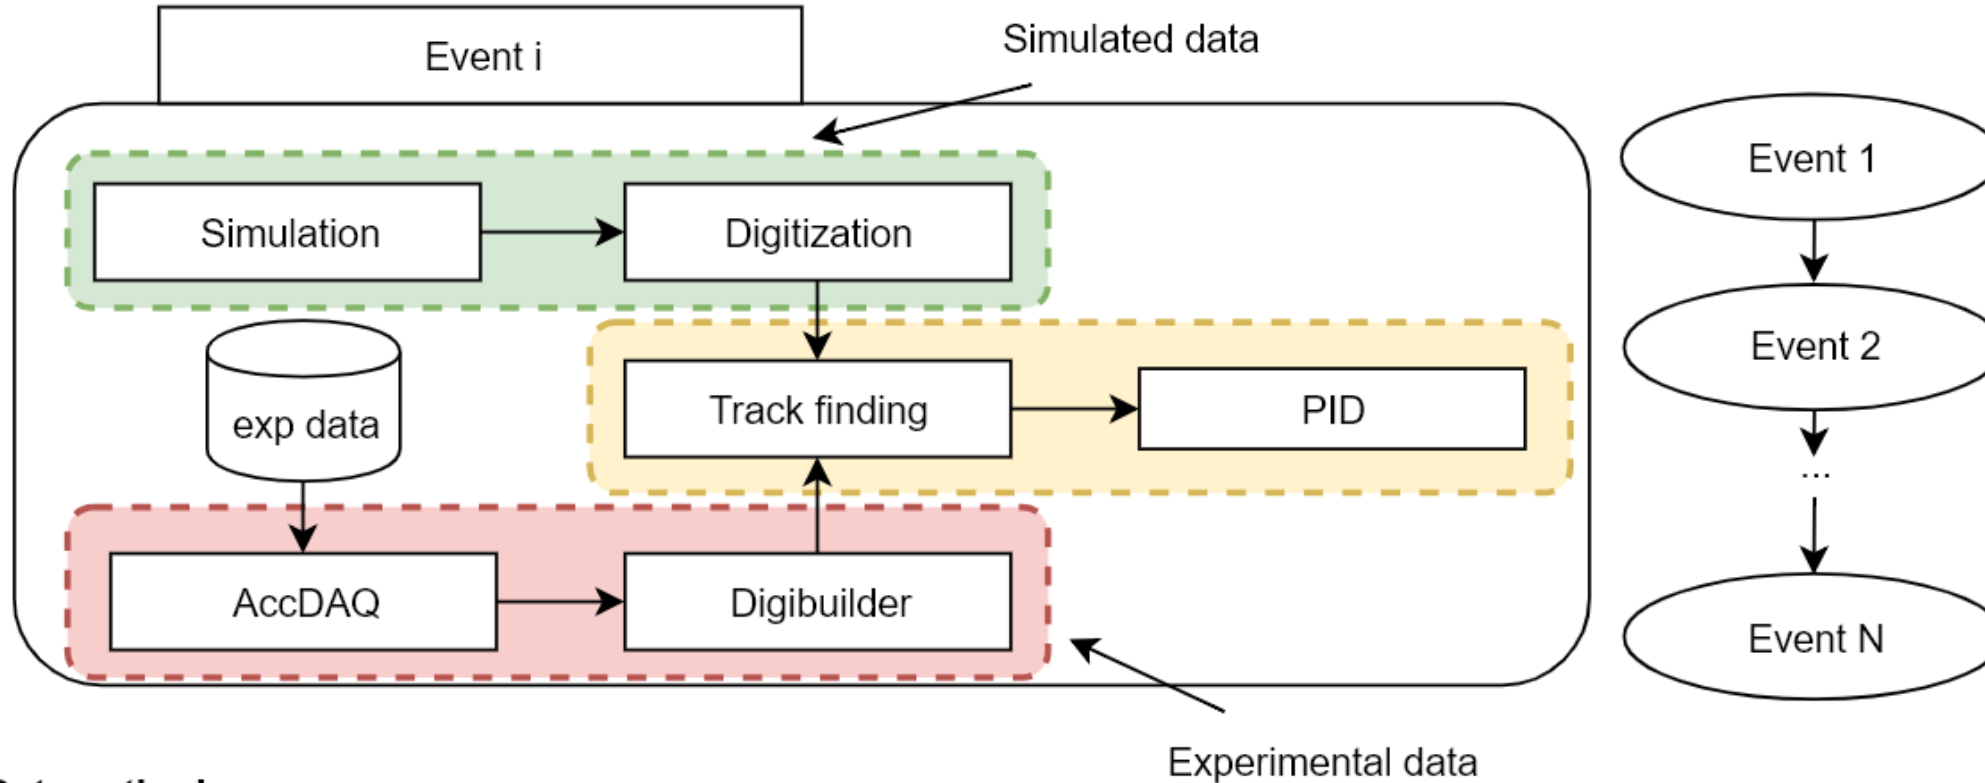 Event i
Simulated data
Event 1
Simulation
Digitization
Event 2
exp data
Track finding
PID
...
AccDAQ
Digibuilder
Event N
Experimental data